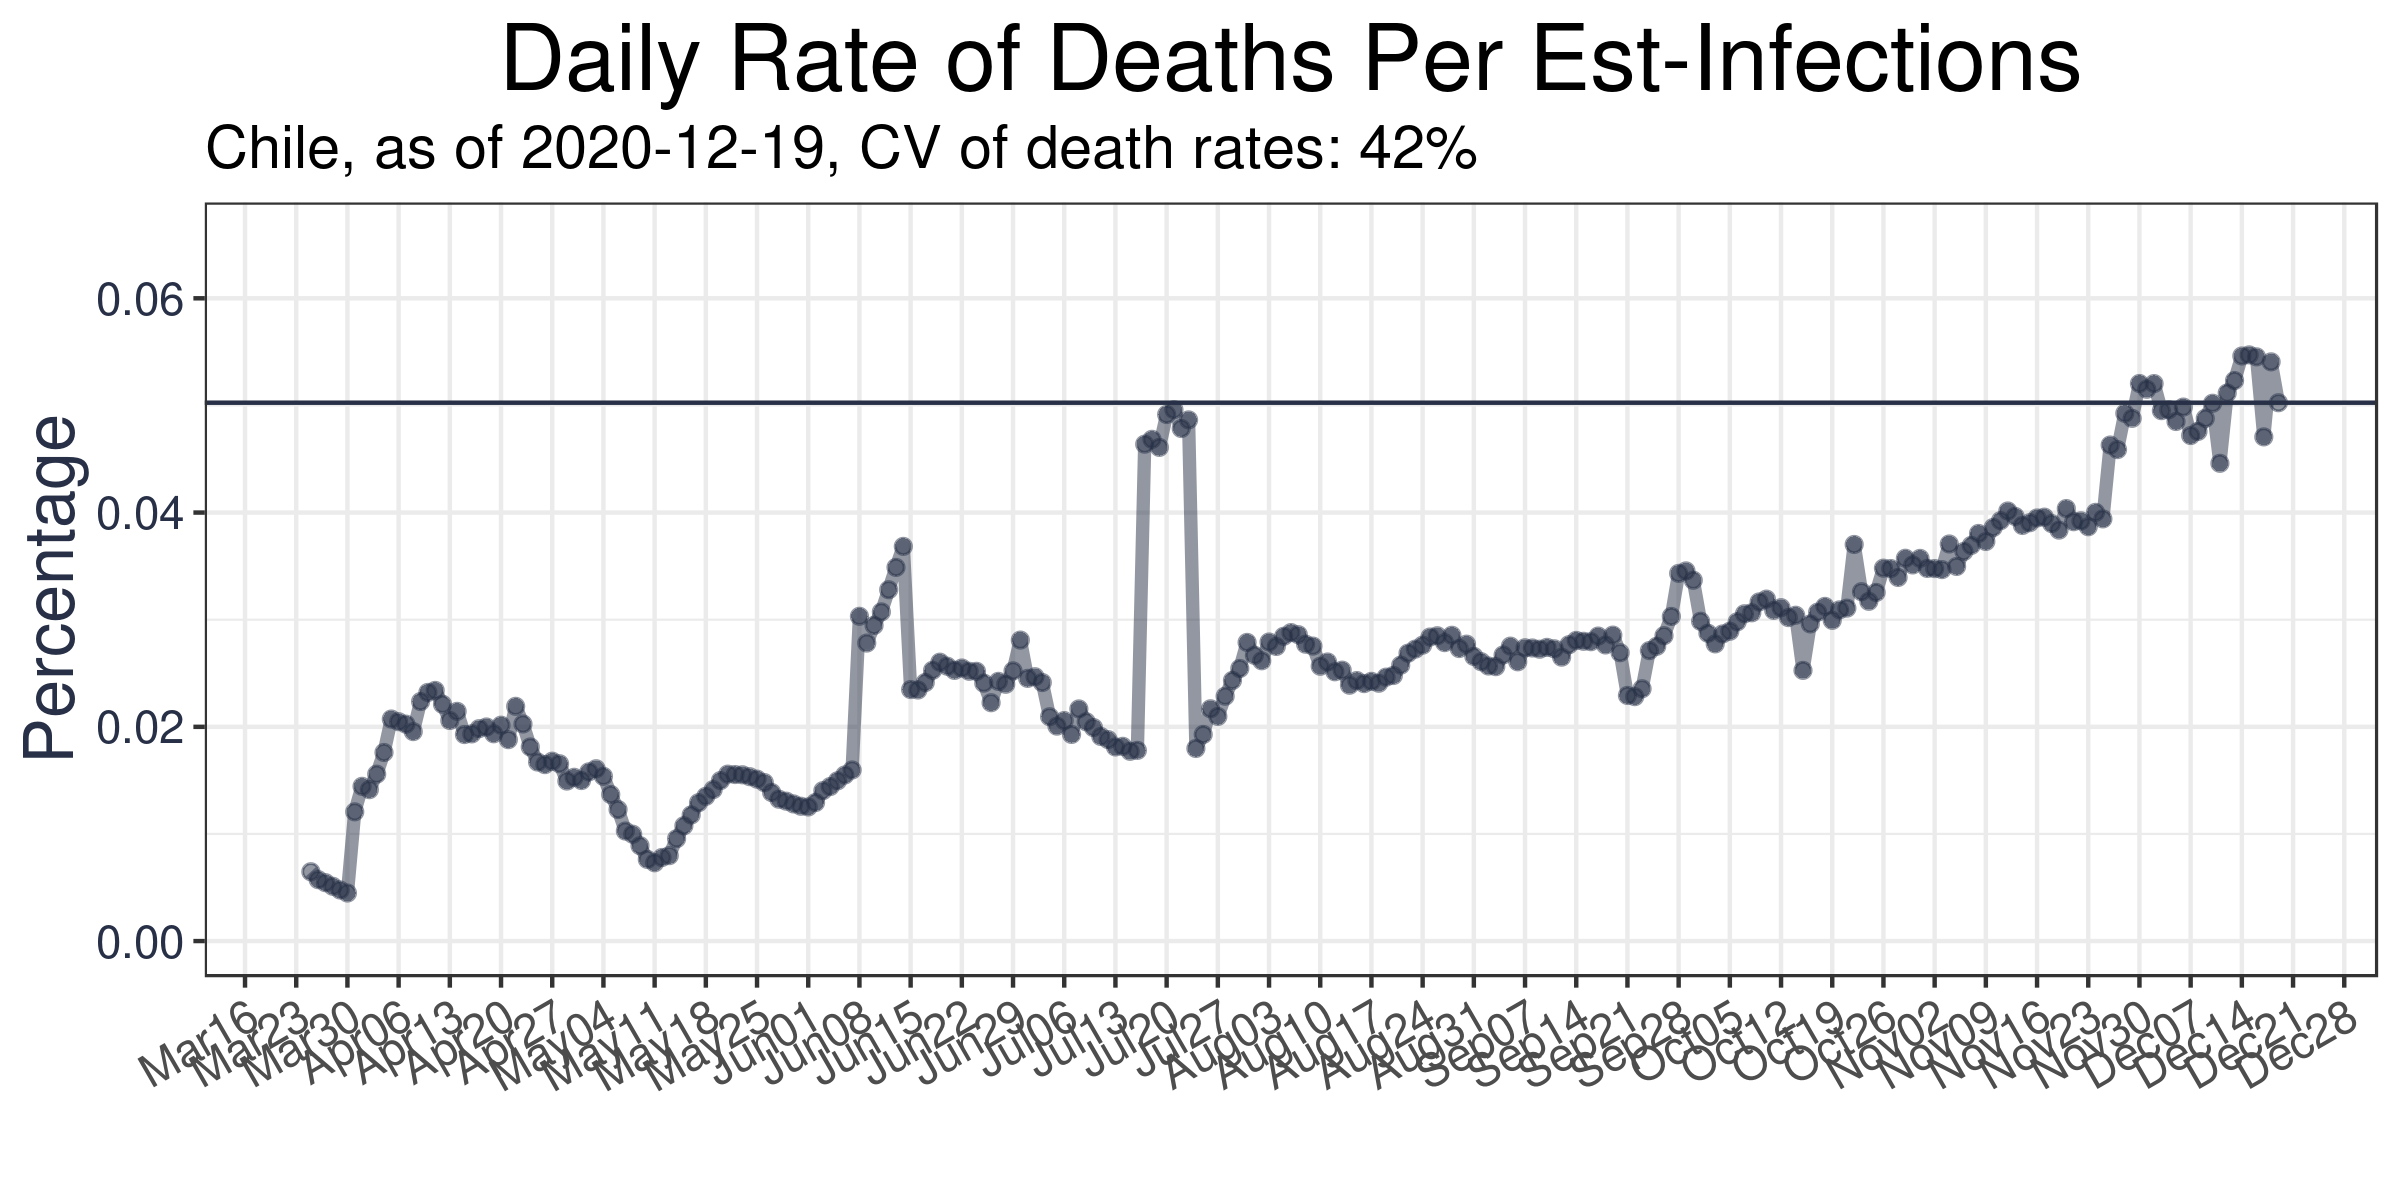 Daily Rate of Deaths Per Est-Infections
Chile, as of 2020-12-19, CV of death rates: 42%
Percentage
0.06
0.04
0.02
0.00
Mar16
Mar23
Mar30
Apr06
Apr13
Apr20
Apr27
May04
May11
May18
May25
Jun01
Jun08
Jun15
Jun22
Jun29
Jul06
Jul13
Jul20
Jul27
Aug03
Aug10
Aug17
Aug24
Aug31
Sep07
Sep14
Sep21
Sep28
Oct05
Oct12
Oct19
Oct26
Nov02
Nov09
Nov16
Nov23
Nov30
Dec07
Dec14
Dec21
Dec28